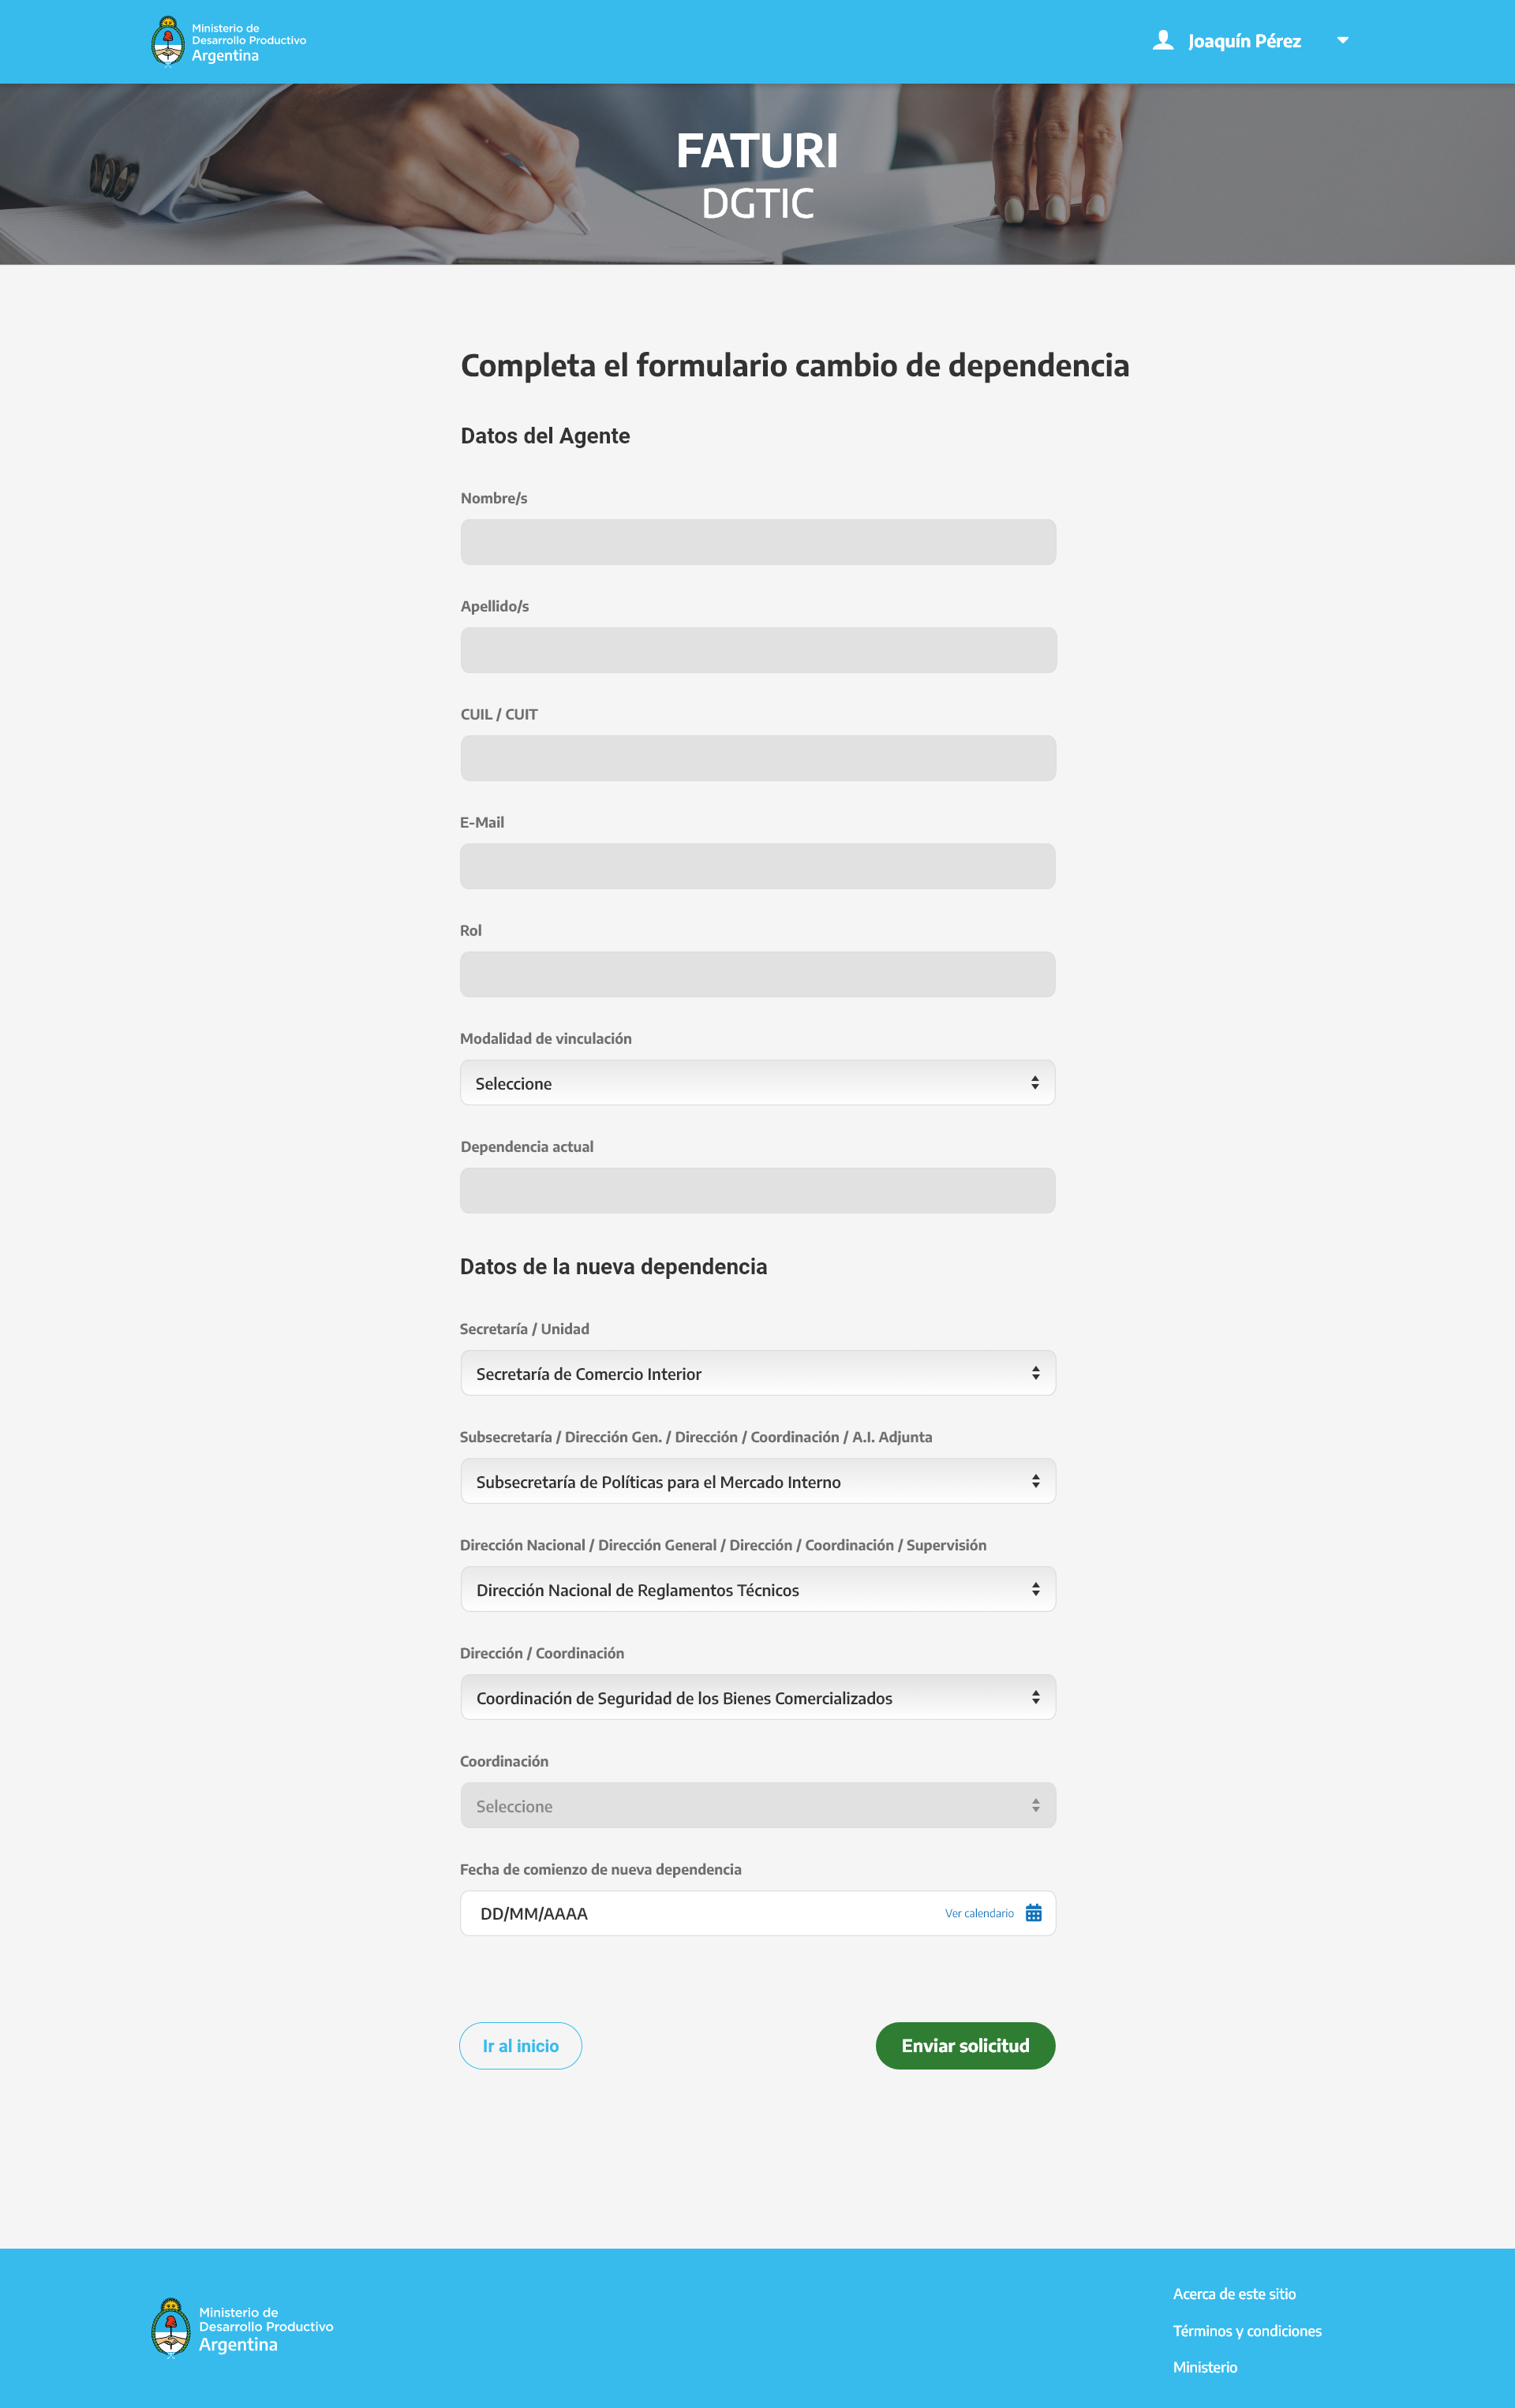 Ministerio de
Desarrollo Productivo
Argentina
Joaquín Pérez
FATURI
DGTIC
Completa el formulario cambio de dependencia
Datos del Agente
Nombre/s
Apellido/s
CUIL / CUIT
E-Mail
Rol
Modalidad de vinculación
Seleccione
Dependencia actual
Datos de la nueva dependencia
Secretaría / Unidad
Secretaría de Comercio Interior
Subsecretaría / Dirección Gen. / Dirección / Coordinación / A.I. Adjunta
Subsecretaría de Políticas para el Mercado Interno
Dirección Nacional / Dirección General / Dirección / Coordinación / Supervisión
Dirección Nacional de Reglamentos Técnicos
Dirección / Coordinación
Coordinación de Seguridad de los Bienes Comercializados
Coordinación
Seleccione
Fecha de comienzo de nueva dependencia
DD/MM/AAAA Ver calendario
Ir al inicio Enviar solicitud
Ministerio de
Desarrollo Productivo
Argentina
Acerca de este sitio
Términos y condiciones
Ministerio